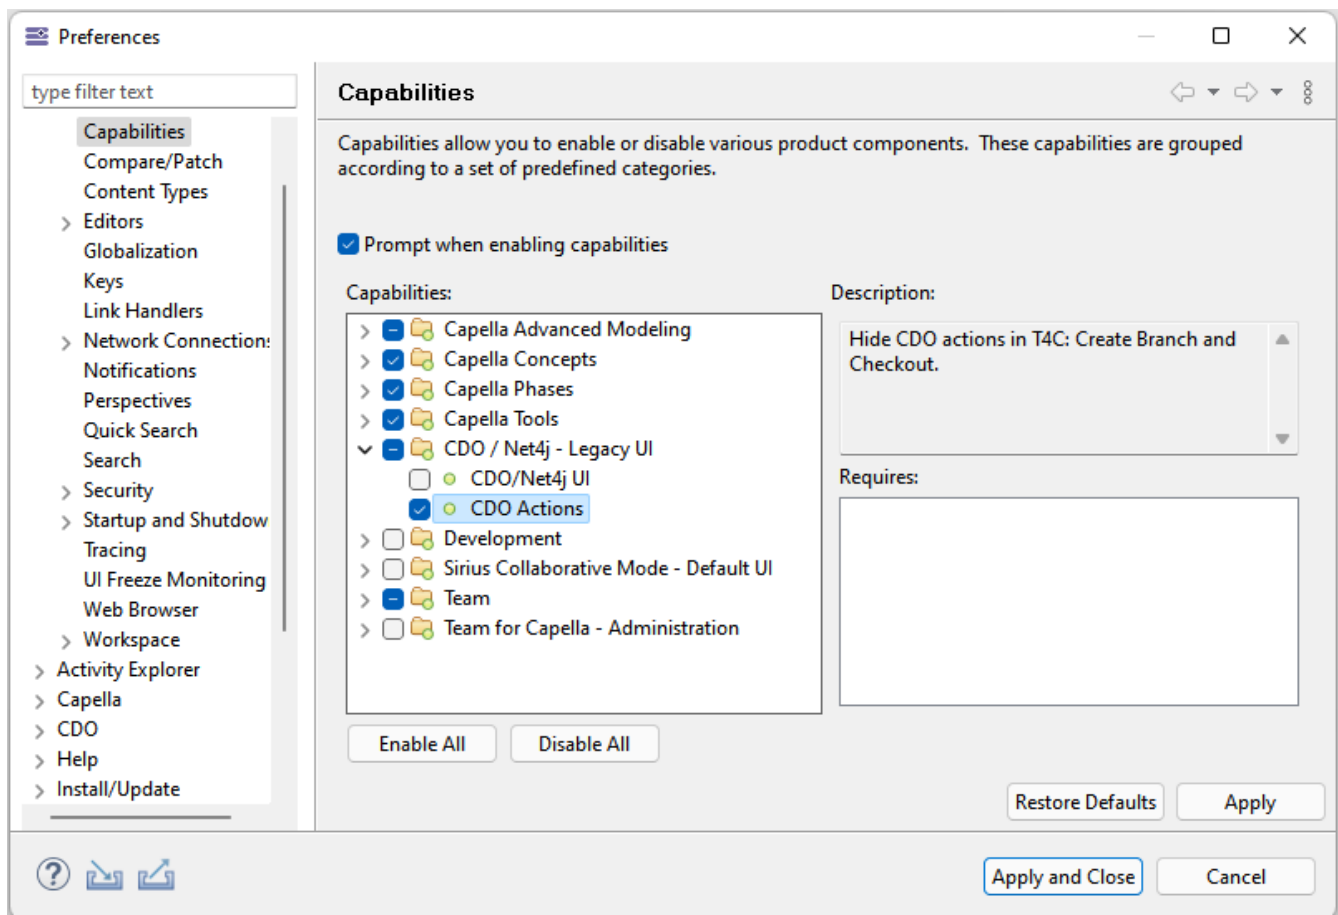 Preferences
type filter text
Capabilities
Compare/Patch
Content Types
Editors
Globalization
Keys
Link Handlers
Network Connection
Notifications
Perspectives
Quick Search
Search
Security
Startup and Shutdow
Tracing
UI Freeze Monitoring
Web Browser
Workspace
Activity Explorer
Capella
CDO
Help
Install/Update
Capabilities
Capabilities allow you to enable or disable various product components.  These capabilities are grouped
according to a set of predefined categories.
Prompt when enabling capabilities
Capabilities:
Capella Advanced Modeling
Capella Concepts
Capella Phases
Capella Tools
CDO / Net4j - Legacy UI
CDO/Net4j UI
CDO Actions
Development
Sirius Collaborative Mode - Default UI
Team
Team for Capella - Administration
Description:
Hide CDO actions in T4C: Create Branch and
Checkout.
Requires:
Enable All
Disable All
Restore Defaults
Apply
Apply and Close
Cancel